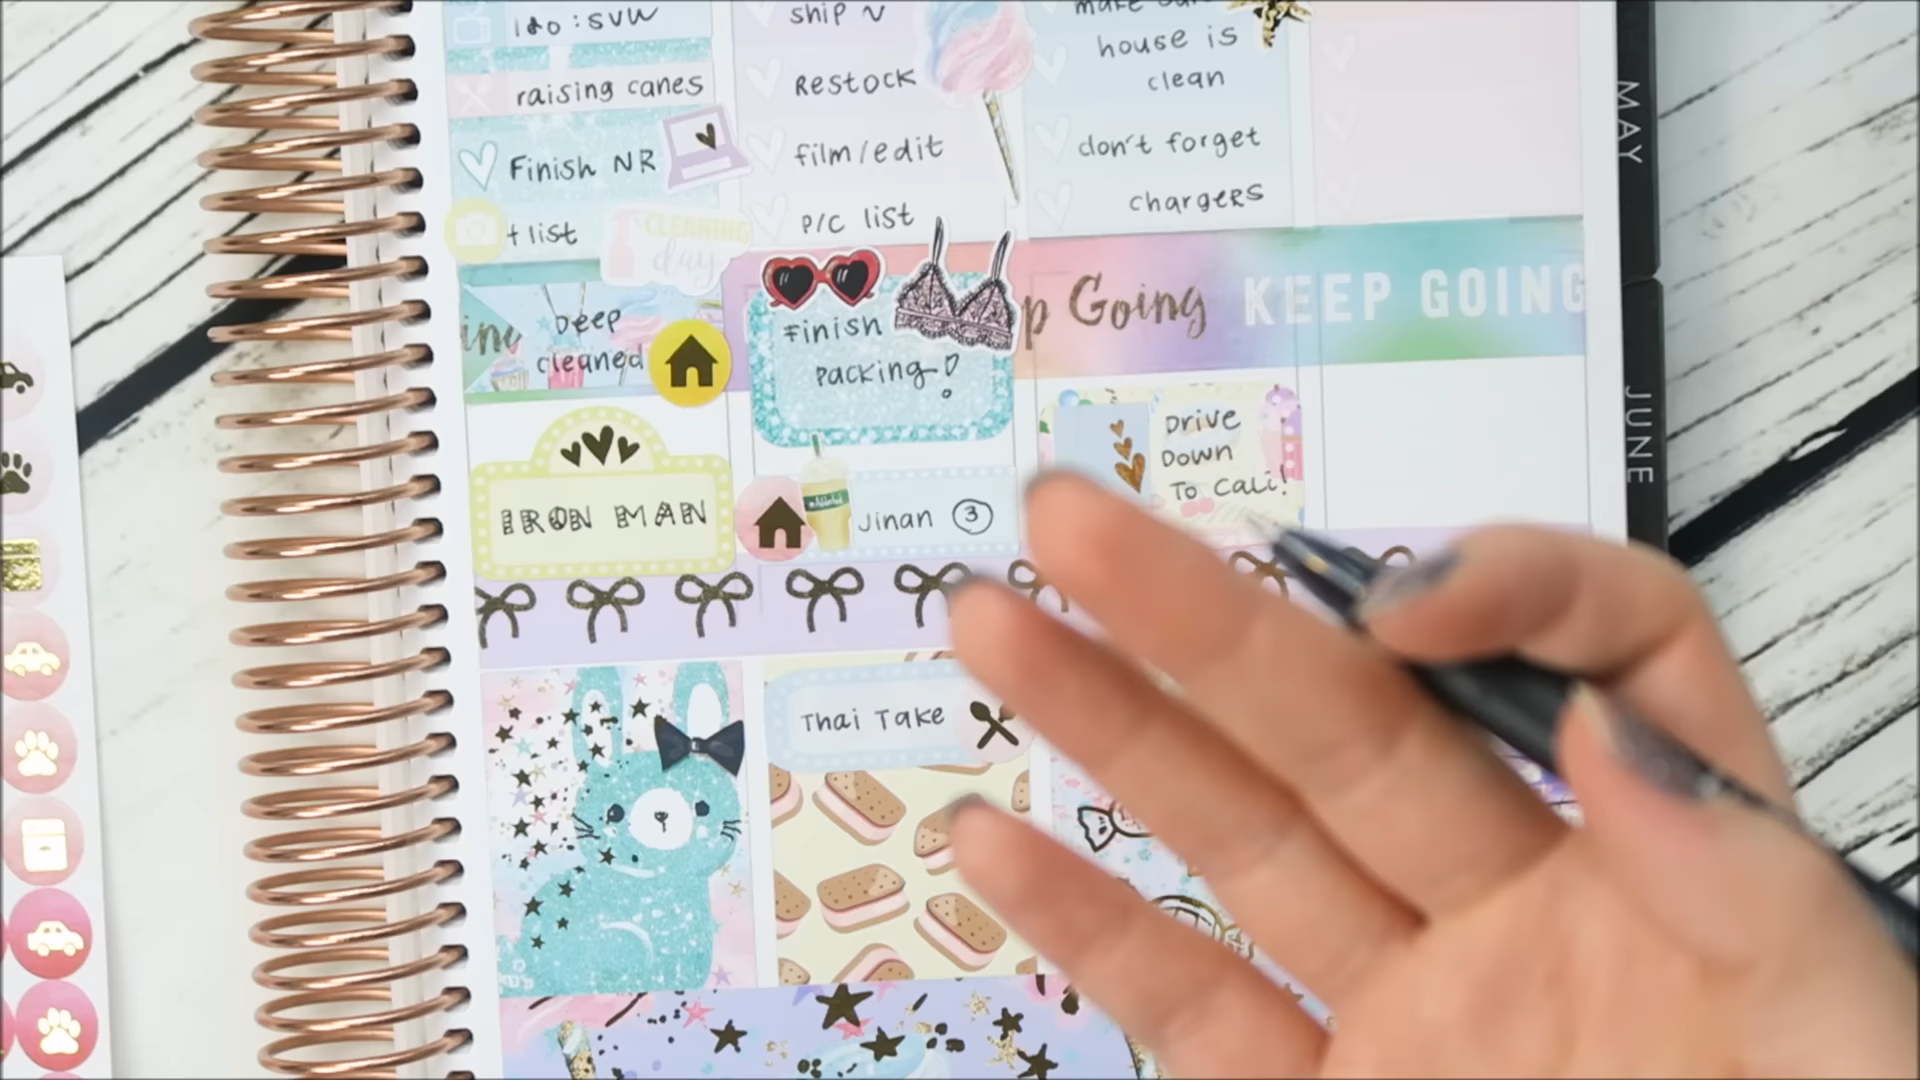 raising canes
Finish NR
+ list
CLEANING
day
Deep
cleaned
IRON MAN
ship ~
Restock
film/edit
P/C list
Finish
packing!
Jinan 3
Thai Take
make sure
house is
clean
don't forget
chargers
p Going KEEP GOING
Drive
Down
To Cali!
MAY
JUNE